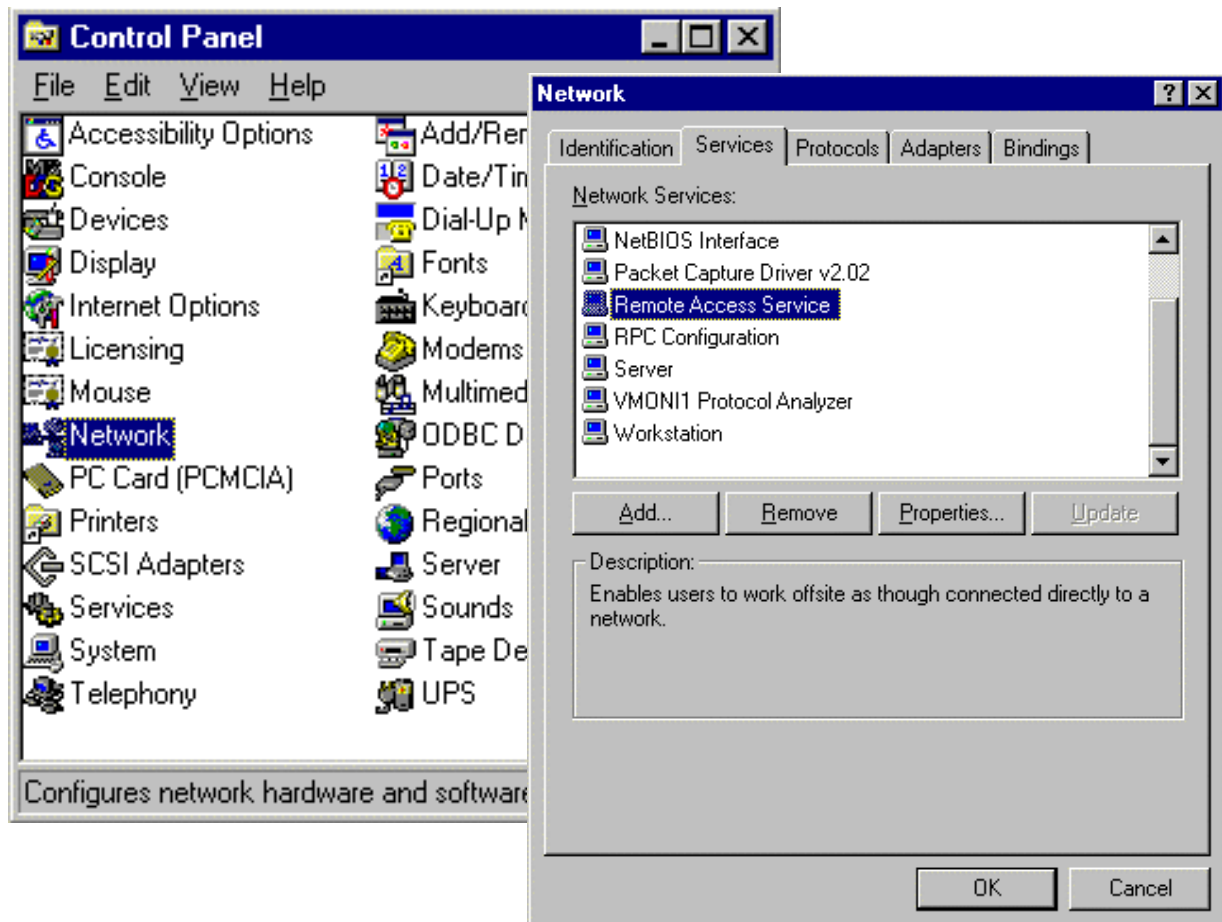 Control Panel
File Edit View Help
Accessibility Options
Console
Devices
Display
Internet Options
Licensing
Mouse
Network
PC Card (PCMCIA)
Printers
SCSI Adapters
Services
System
Telephony
Add/Rer
Date/Tin
Dial-Up
Fonts
Keyboar
Modems
Multimed
ODBC D
Ports
Regional
Server
Sounds
Tape De
UPS
Configures network hardware and software
Network
Identification Services Protocols Adapters Bindings
Network Services:
NetBIOS Interface
Packet Capture Driver v2.02
Remote Access Service
RPC Configuration
Server
VMONI1 Protocol Analyzer
Workstation
Add... Remove Properties... Update
Description:
Enables users to work offsite as though connected directly to a
network.
OK Cancel